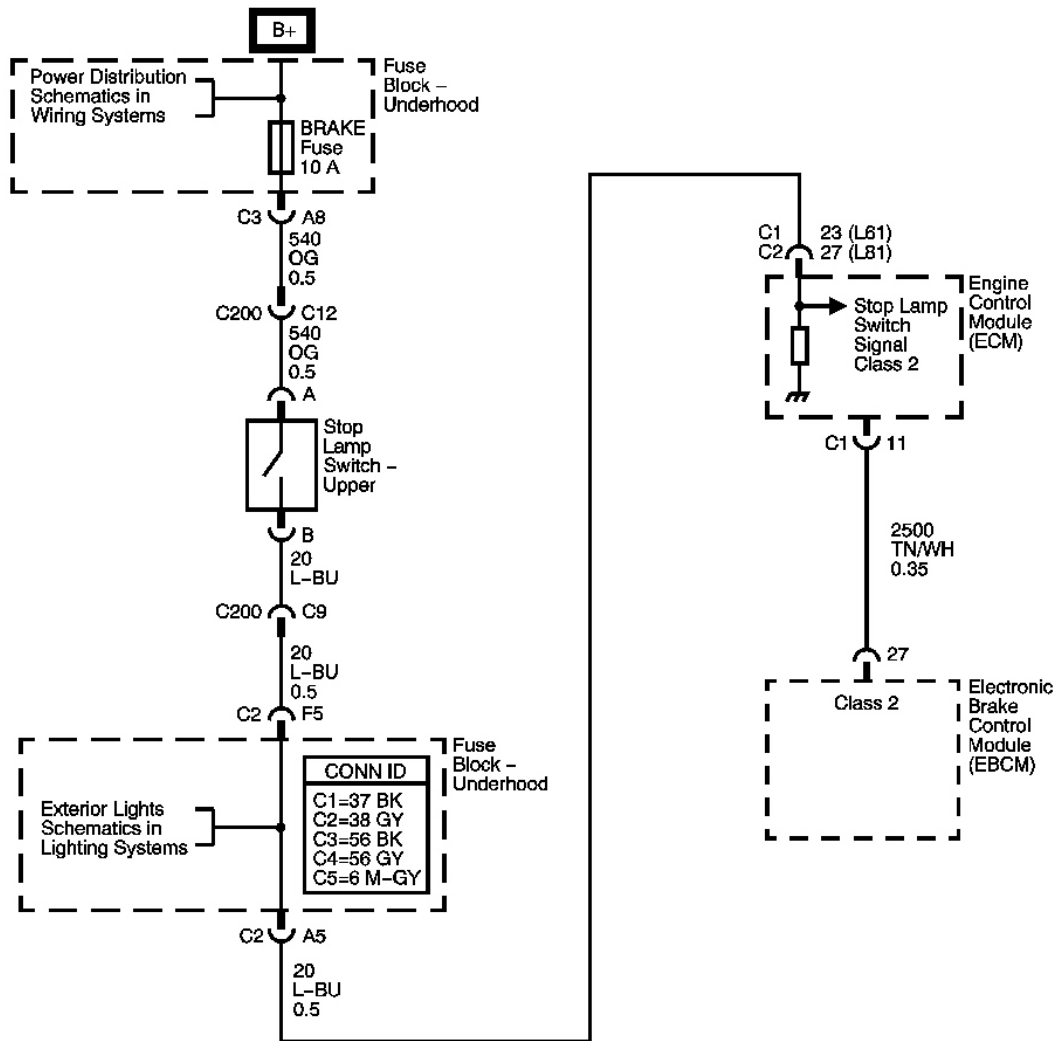 B+
Power Distribution
Schematics in
Wiring Systems
Fuse
Block –
Underhood
BRAKE
Fuse
10 A
C3 A8
540
OG
0.5
C200 C12
540
OG
0.5
A
Stop
Lamp
Switch –
Upper
B
20
L–BU
C200 C9
20
L–BU
0.5
C2 F5
Fuse
Block –
Underhood
CONN ID
C1=37 BK
C2=38 GY
C3=56 BK
C4=56 GY
C5=6 M–GY
Exterior Lights
Schematics in
Lighting Systems
C2 A5
20
L–BU
0.5
C1 23 (L61)
C2 27 (L81)
Engine
Control
Module
(ECM)
Stop Lamp
Switch
Signal
Class 2
C1 11
2500
TN/WH
0.35
27
Class 2
Electronic
Brake
Control
Module
(EBCM)